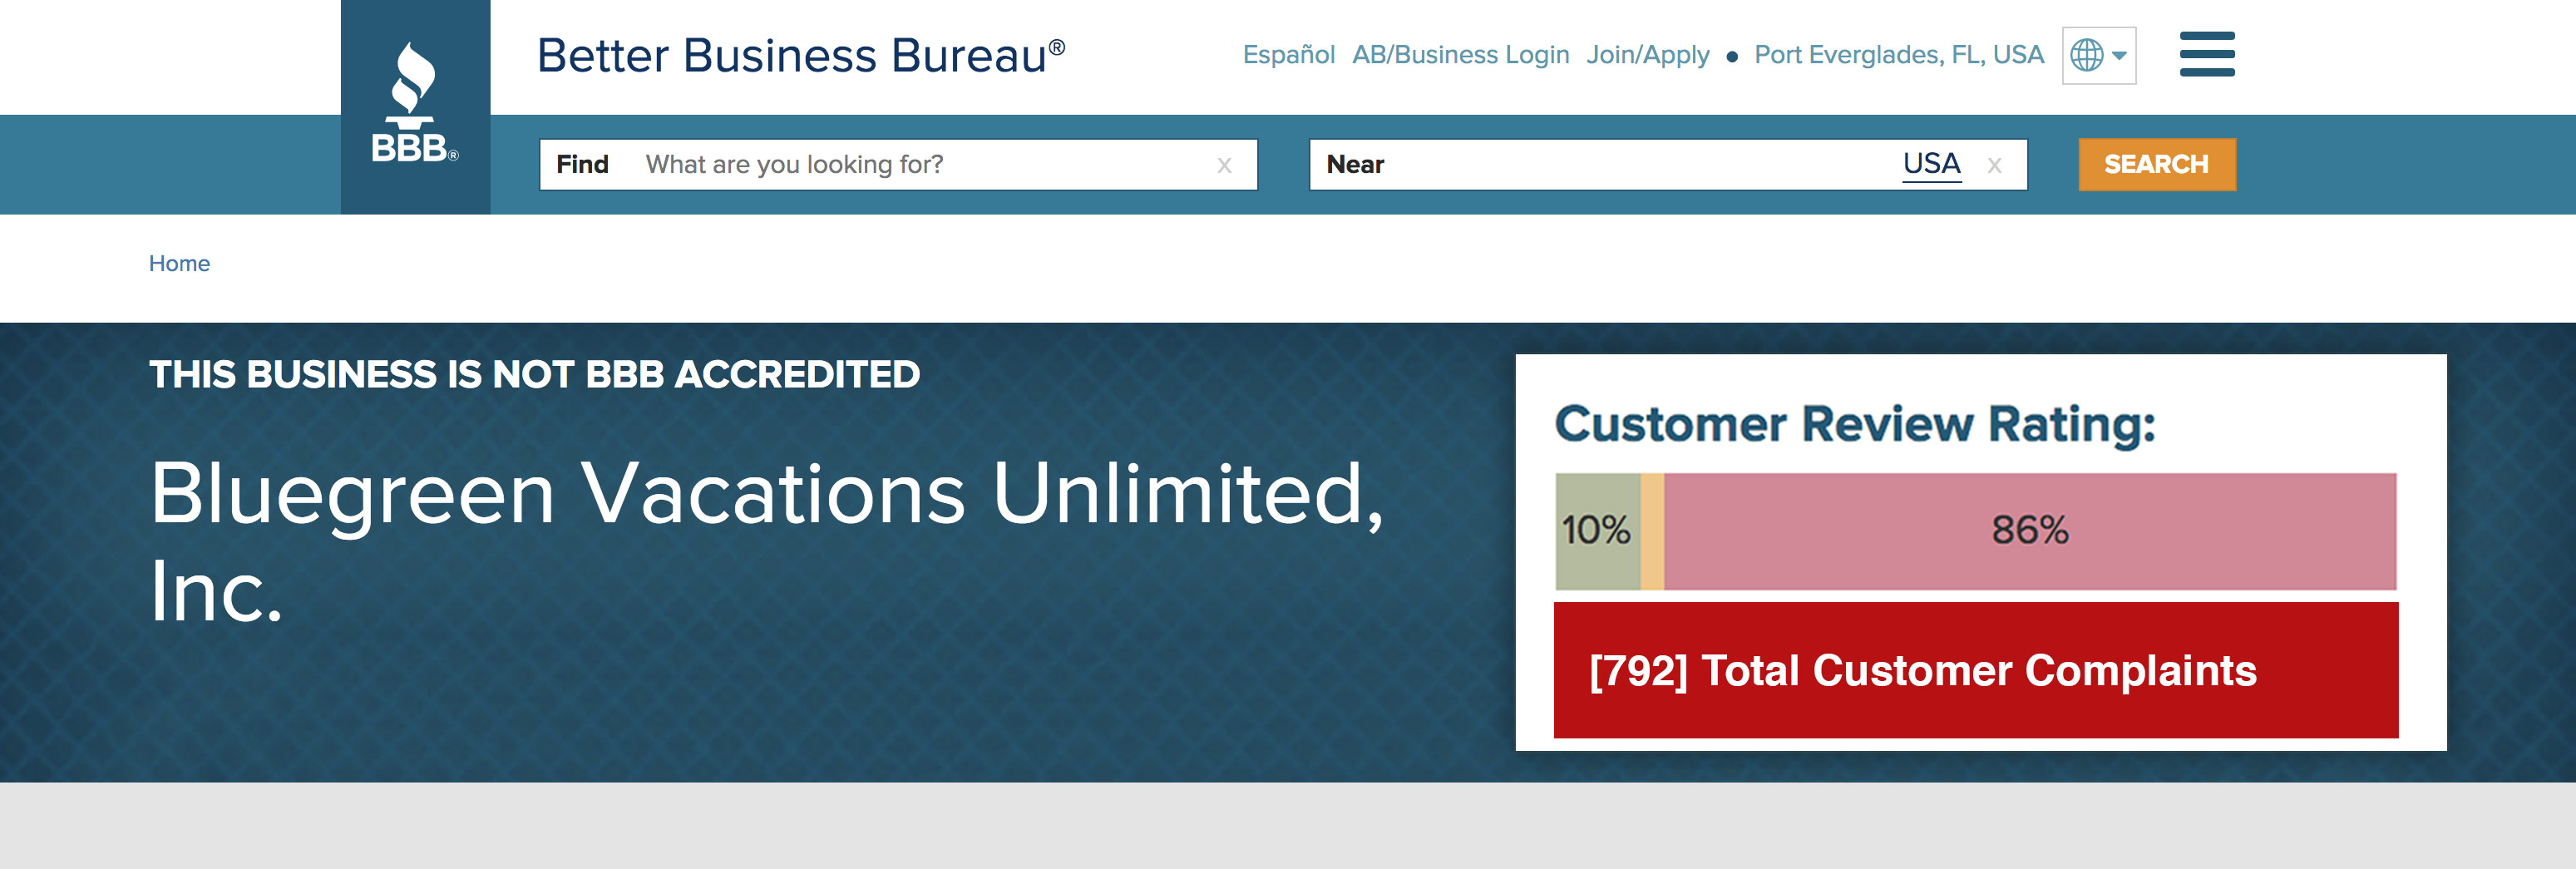 Better Business Bureau®
Español AB/Business Login Join/Apply • Port Everglades, FL, USA
BBB®
Find What are you looking for? x
Near USA x
SEARCH
Home
THIS BUSINESS IS NOT BBB ACCREDITED
Bluegreen Vacations Unlimited,
Inc.
Customer Review Rating:
10% 86%
[792] Total Customer Complaints